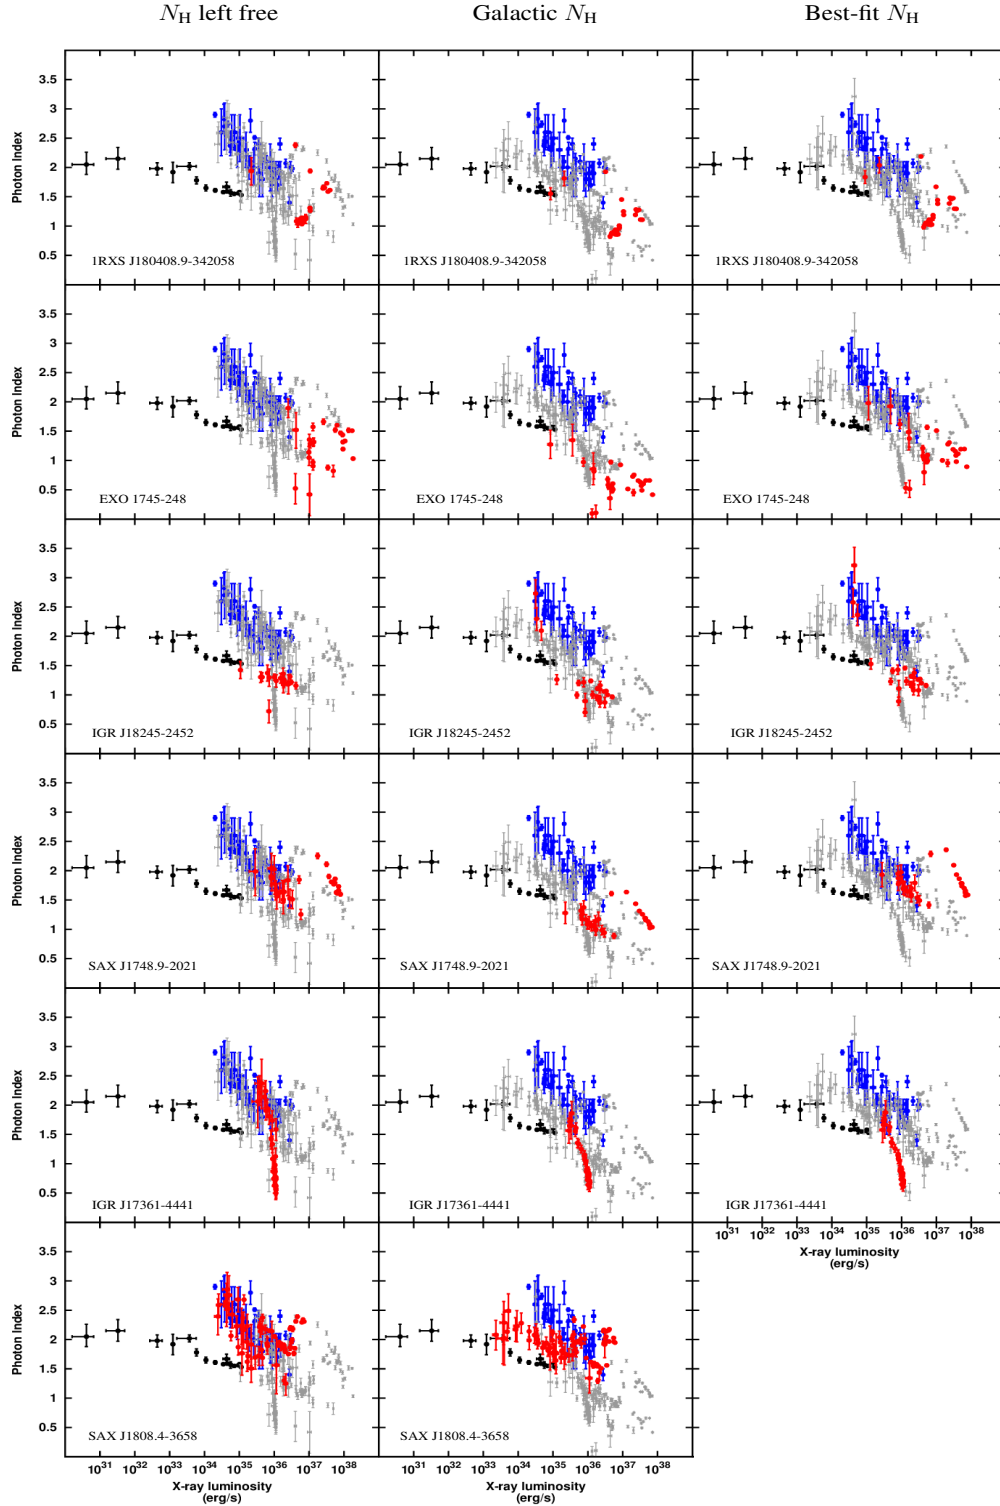 N_H left free Galactic N_H Best-fit N_H
3.5
3
2.5
2
1.5
1
0.5
Photon Index
1RXS J180408.9-342058 1RXS J180408.9-342058 1RXS J180408.9-342058
3.5
3
2.5
2
1.5
1
0.5
Photon Index
EXO 1745-248 EXO 1745-248 EXO 1745-248
3.5
3
2.5
2
1.5
1
0.5
Photon Index
IGR J18245-2452 IGR J18245-2452 IGR J18245-2452
3.5
3
2.5
2
1.5
1
0.5
Photon Index
SAX J1748.9-2021 SAX J1748.9-2021 SAX J1748.9-2021
3.5
3
2.5
2
1.5
1
0.5
Photon Index
IGR J17361-4441 IGR J17361-4441 IGR J17361-4441
10^31 10^32 10^33 10^34 10^35 10^36 10^37 10^38
X-ray luminosity
(erg/s)
3.5
3
2.5
2
1.5
1
0.5
Photon Index
SAX J1808.4-3658 SAX J1808.4-3658
10^31 10^32 10^33 10^34 10^35 10^36 10^37 10^38 10^31 10^32 10^33 10^34 10^35 10^36 10^37 10^38
X-ray luminosity X-ray luminosity
(erg/s) (erg/s)